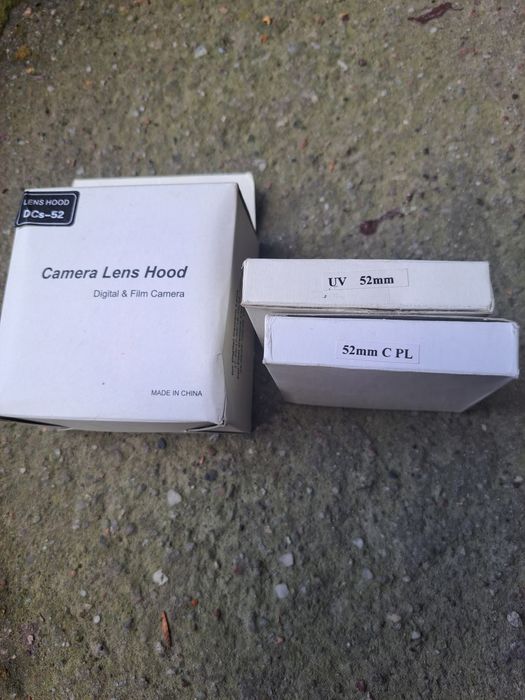 LENS HOOD
DCs-52
Camera Lens Hood
Digital & Film Camera
MADE IN CHINA
UV 52mm
52mm C PL